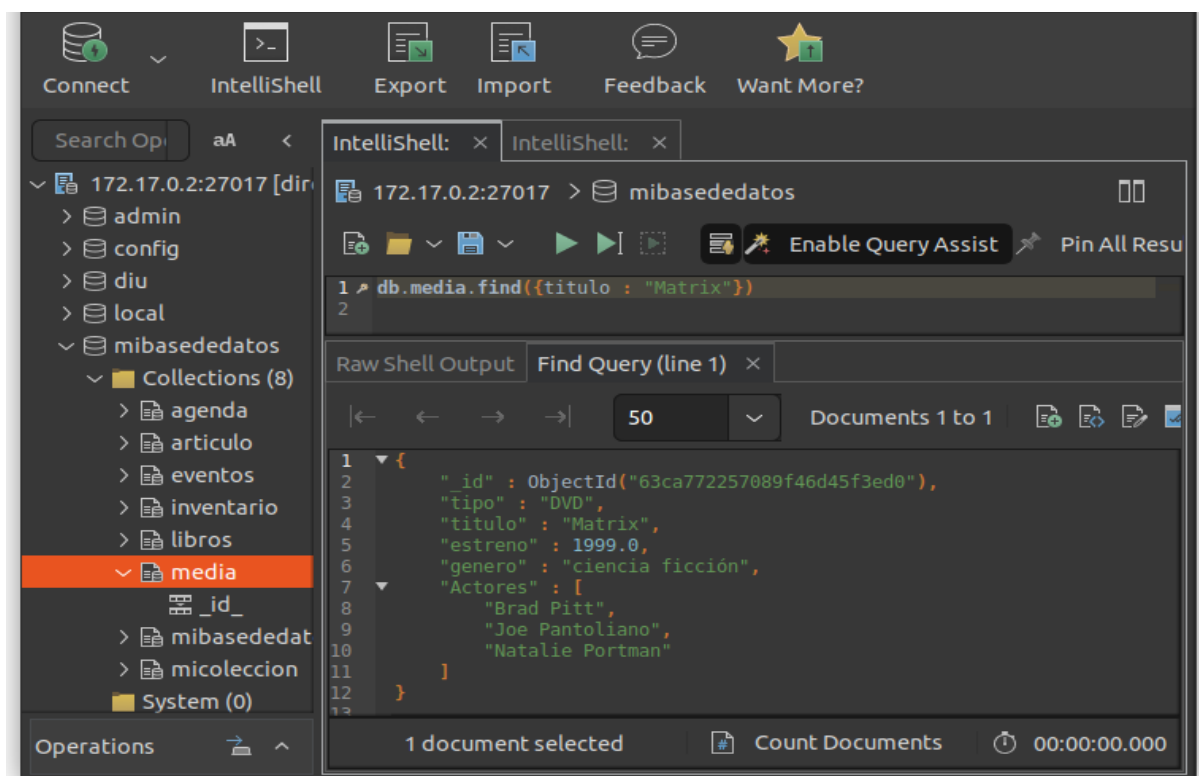 Connect IntelliShell Export Import Feedback Want More?
Search Op aA <
172.17.0.2:27017 [dir
admin
config
diu
local
mibasededatos
Collections (8)
agenda
articulo
eventos
inventario
libros
media
_id_
mibasededat
micoleccion
System (0)
Operations
IntelliShell: × IntelliShell: ×
172.17.0.2:27017 > mibasededatos
Enable Query Assist Pin All Resu
1 db.media.find({titulo : "Matrix"})
2
Raw Shell Output Find Query (line 1) ×
50 Documents 1 to 1
1 {
2 "_id" : ObjectId("63ca772257089f46d45f3ed0"),
3 "tipo" : "DVD",
4 "titulo" : "Matrix",
5 "estreno" : 1999.0,
6 "genero" : "ciencia ficción",
7 "Actores" : [
8 "Brad Pitt",
9 "Joe Pantoliano",
10 "Natalie Portman"
11 ]
12 }
13
1 document selected # Count Documents 00:00:00.000